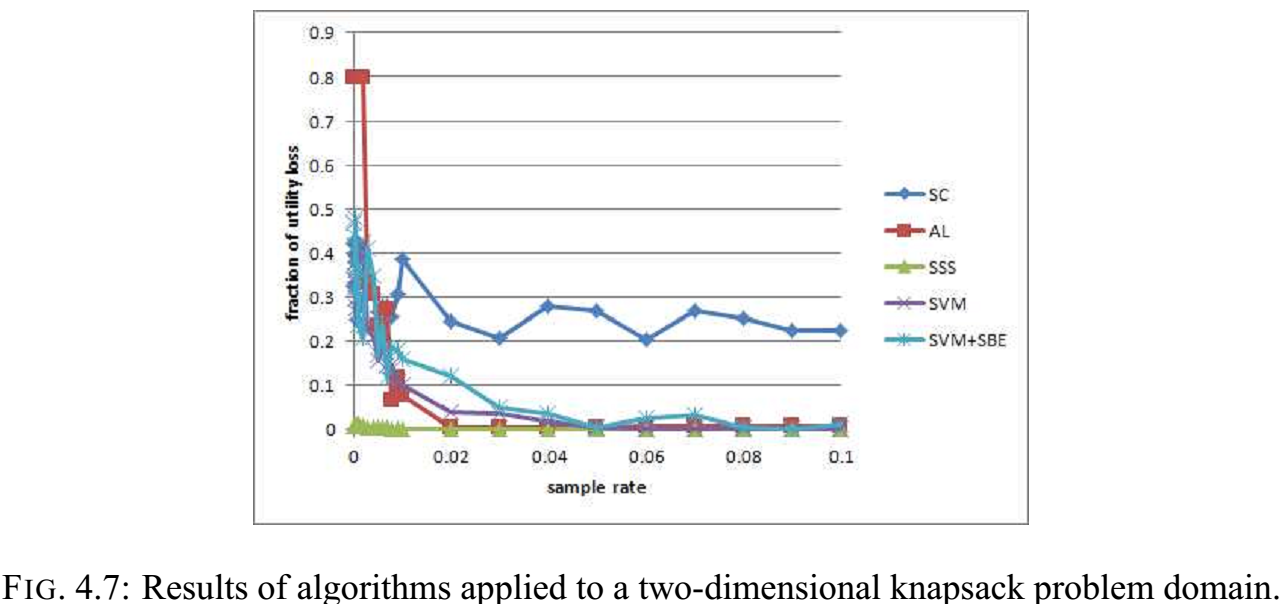 0.9
0.8
0.7
0.6
0.5
0.4
0.3
0.2
0.1
0
fraction of utility loss
0 0.02 0.04 0.06 0.08 0.1
sample rate
SC
AL
SSS
SVM
SVM+SBE
FIG. 4.7: Results of algorithms applied to a two-dimensional knapsack problem domain.